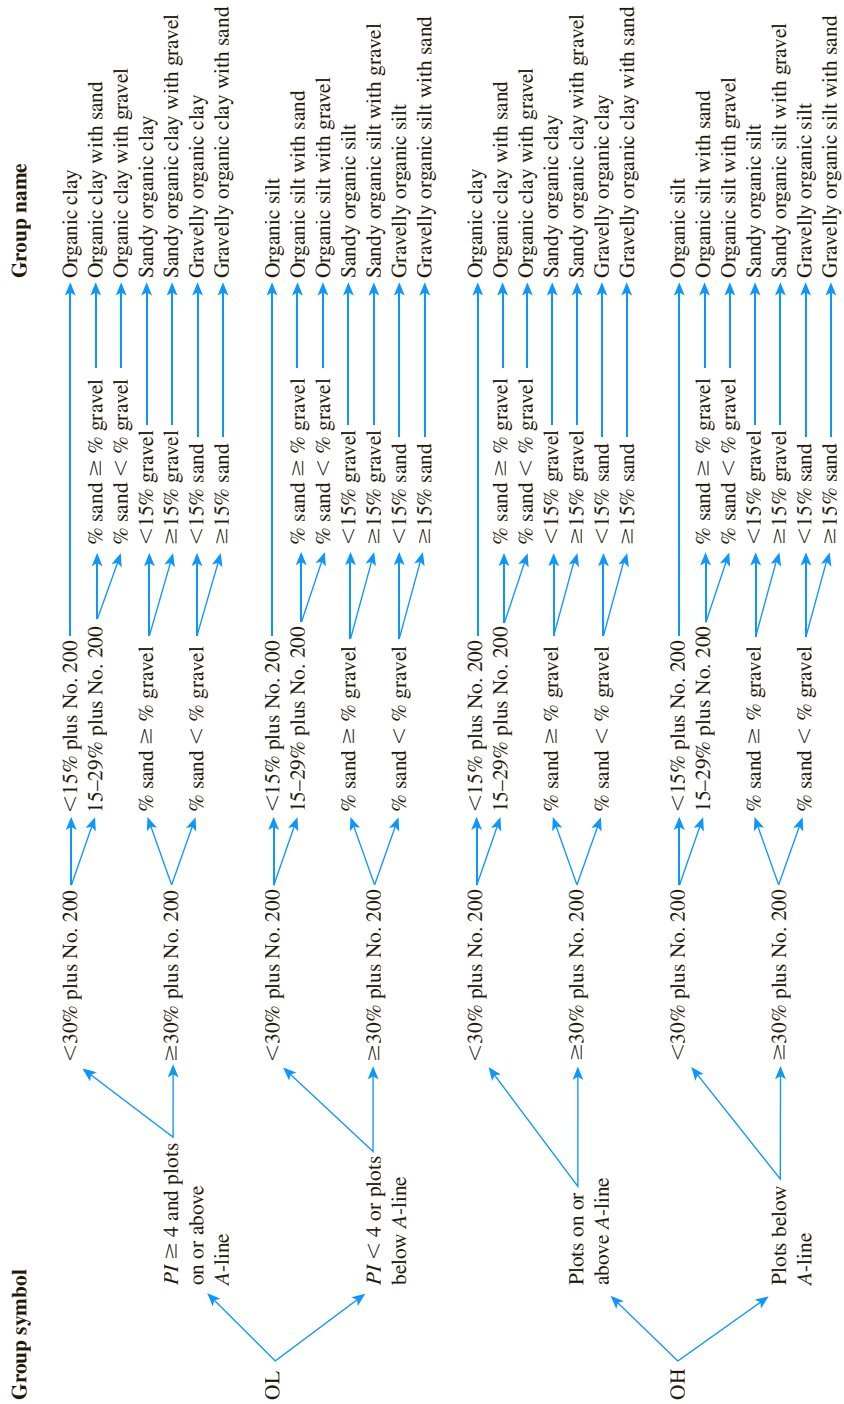 Group symbol
Group name
OL
PI ≥ 4 and plots
on or above
A-line
<30% plus No. 200
<15% plus No. 200
Organic clay
15–29% plus No. 200
% sand ≥ % gravel
Organic clay with sand
% sand < % gravel
Organic clay with gravel
≥30% plus No. 200
% sand ≥ % gravel
<15% gravel
Sandy organic clay
≥15% gravel
Sandy organic clay with gravel
% sand < % gravel
<15% sand
Gravelly organic clay
≥15% sand
Gravelly organic clay with sand
PI < 4 or plots
below A-line
<30% plus No. 200
<15% plus No. 200
Organic silt
15–29% plus No. 200
% sand ≥ % gravel
Organic silt with sand
% sand < % gravel
Organic silt with gravel
≥30% plus No. 200
% sand ≥ % gravel
<15% gravel
Sandy organic silt
≥15% gravel
Sandy organic silt with gravel
% sand < % gravel
<15% sand
Gravelly organic silt
≥15% sand
Gravelly organic silt with sand
OH
Plots on or
above A-line
<30% plus No. 200
<15% plus No. 200
Organic clay
15–29% plus No. 200
% sand ≥ % gravel
Organic clay with sand
% sand < % gravel
Organic clay with gravel
≥30% plus No. 200
% sand ≥ % gravel
<15% gravel
Sandy organic clay
≥15% gravel
Sandy organic clay with gravel
% sand < % gravel
<15% sand
Gravelly organic clay
≥15% sand
Gravelly organic clay with sand
Plots below
A-line
<30% plus No. 200
<15% plus No. 200
Organic silt
15–29% plus No. 200
% sand ≥ % gravel
Organic silt with sand
% sand < % gravel
Organic silt with gravel
≥30% plus No. 200
% sand ≥ % gravel
<15% gravel
Sandy organic silt
≥15% gravel
Sandy organic silt with gravel
% sand < % gravel
<15% sand
Gravelly organic silt
≥15% sand
Gravelly organic silt with sand